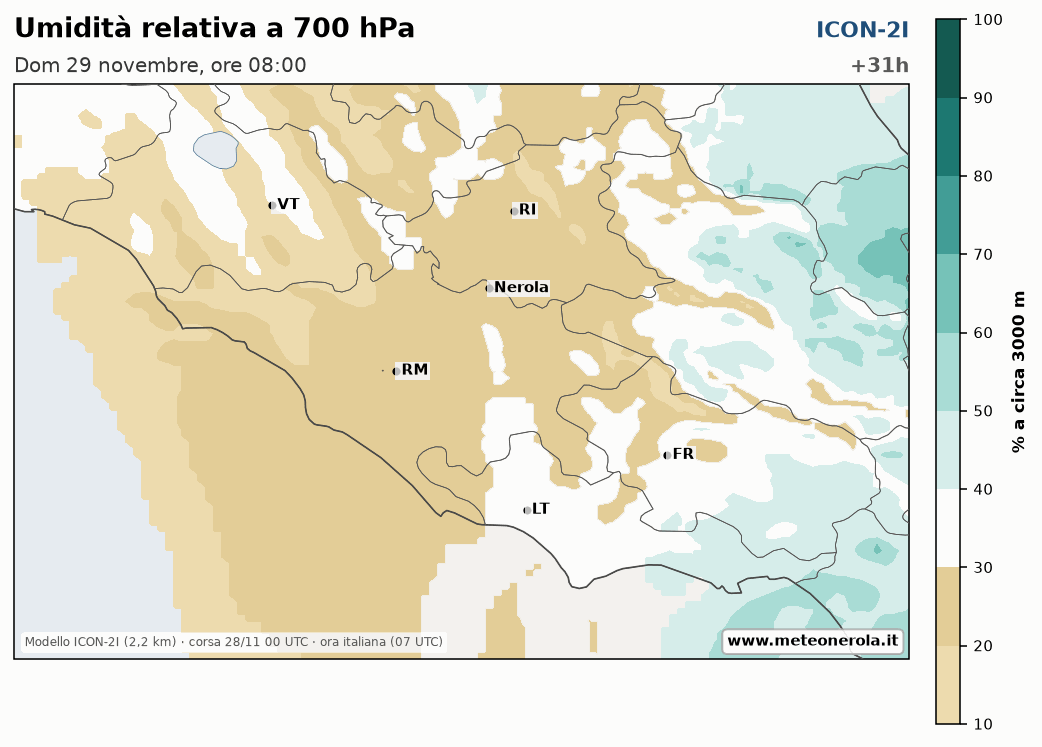 Umidità relativa a 700 hPa
ICON-2I
Dom 29 novembre, ore 08:00
+31h
100
90
80
70
60
50
40
30
20
10
% a circa 3000 m
VT
RI
Nerola
RM
FR
LT
Modello ICON-2I (2,2 km) · corsa 28/11 00 UTC · ora italiana (07 UTC)
www.meteonerola.it